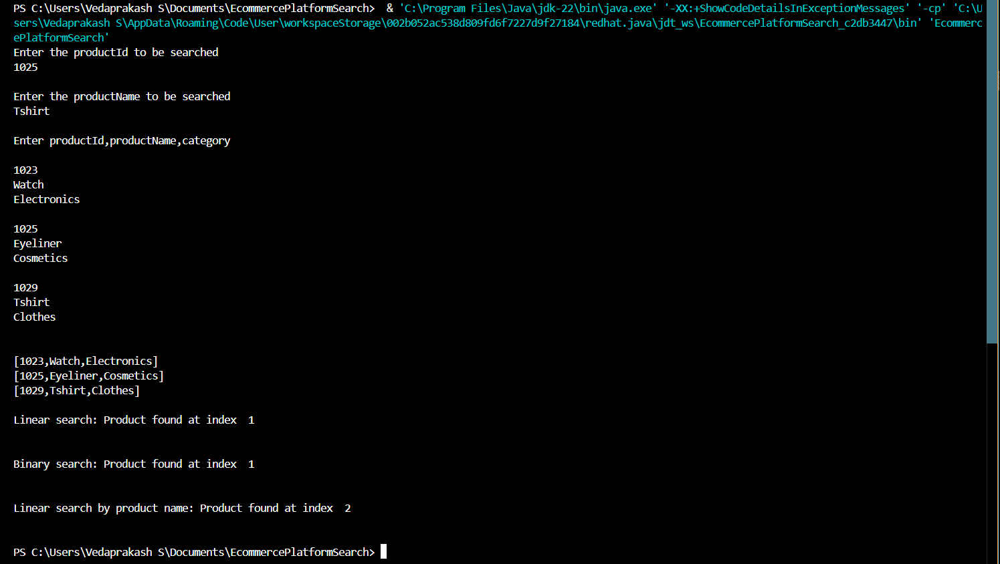 PS C:\Users\Vedaprakash S\Documents\EcommercePlatformSearch>  & 'C:\Program Files\Java\jdk-22\bin\java.exe' '-XX:+ShowCodeDetailsInExceptionMessages' '-cp' 'C:\U
sers\Vedaprakash S\AppData\Roaming\Code\User\workspaceStorage\002b052ac538d809fd6f7227d9f27184\redhat.java\jdt_ws\EcommercePlatformSearch_c2db3447\bin' 'Ecommerc
ePlatformSearch'
Enter the productId to be searched
1025
Enter the productName to be searched
Tshirt
Enter productId,productName,category
1023
Watch
Electronics
1025
Eyeliner
Cosmetics
1029
Tshirt
Clothes
[1023,Watch,Electronics]
[1025,Eyeliner,Cosmetics]
[1029,Tshirt,Clothes]
Linear search: Product found at index  1
Binary search: Product found at index  1
Linear search by product name: Product found at index  2
PS C:\Users\Vedaprakash S\Documents\EcommercePlatformSearch>